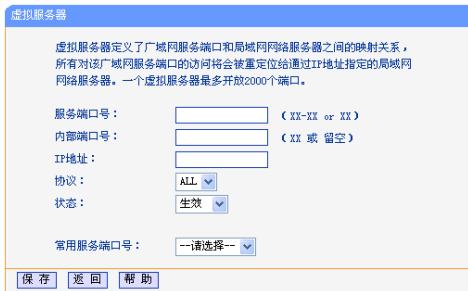 虚拟服务器
虚拟服务器定义了广域网服务端口和局域网网络服务器之间的映射关系，
所有对该广域网服务端口的访问将会被重定位给通过IP地址指定的局域网
网络服务器。一个虚拟服务器最多开放2000个端口。
服务端口号： （XX-XX or XX）
内部端口号： （XX 或 留空）
IP地址：
协议： ALL
状态： 生效
常用服务端口号： --请选择--
保 存 返 回 帮 助